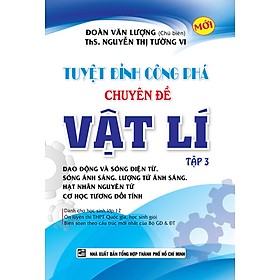 ĐOÀN VĂN LƯỢNG (Chủ biên)
MỚI
ThS. NGUYỄN THỊ TƯỜNG VI
TUYỆT ĐỈNH CÔNG PHÁ
CHUYÊN ĐỀ
VẬT LÍ
TẬP 3
DAO ĐỘNG VÀ SÓNG ĐIỆN TỪ.
SÓNG ÁNH SÁNG. LƯỢNG TỬ ÁNH SÁNG.
HẠT NHÂN NGUYÊN TỬ
CƠ HỌC TƯƠNG ĐỐI TÍNH
Dành cho học sinh lớp 12
Ôn luyện thi THPT Quốc gia, học sinh giỏi
Biên soạn theo cấu trúc mới nhất của Bộ GD & ĐT
NHÀ XUẤT BẢN TỔNG HỢP THÀNH PHỐ HỒ CHÍ MINH